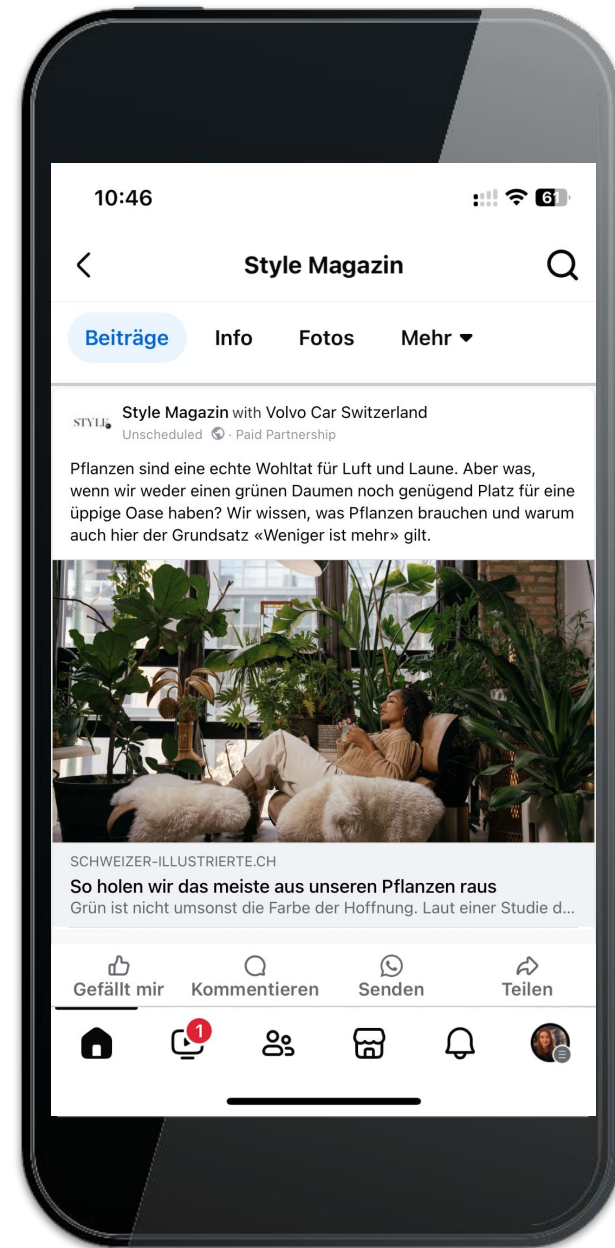 10:46
61
Style Magazin
Beiträge Info Fotos Mehr
STYLE
Style Magazin with Volvo Car Switzerland
Unscheduled · Paid Partnership
Pflanzen sind eine echte Wohltat für Luft und Laune. Aber was,
wenn wir weder einen grünen Daumen noch genügend Platz für eine
üppige Oase haben? Wir wissen, was Pflanzen brauchen und warum
auch hier der Grundsatz «Weniger ist mehr» gilt.
SCHWEIZER-ILLUSTRIERTE.CH
So holen wir das meiste aus unseren Pflanzen raus
Grün ist nicht umsonst die Farbe der Hoffnung. Laut einer Studie d...
Gefällt mir Kommentieren Senden Teilen
1